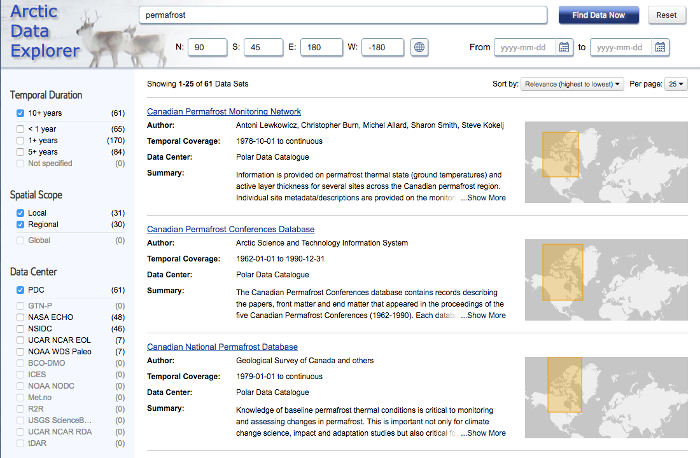 Arctic
Data
Explorer
permafrost
Find Data Now
Reset
N: 90 S: 45 E: 180 W: -180
From yyyy-mm-dd to yyyy-mm-dd
Temporal Duration
10+ years (61)
< 1 year (65)
1+ years (170)
5+ years (84)
Not specified (0)
Spatial Scope
Local (31)
Regional (30)
Global (0)
Data Center
PDC (61)
GTN-P (0)
NASA ECHO (48)
NSIDC (46)
UCAR NCAR EOL (7)
NOAA WDS Paleo (7)
BCO-DMO (0)
ICES (0)
NOAA NODC (0)
Met.no (0)
R2R (0)
USGS ScienceB... (0)
UCAR NCAR RDA (0)
tDAR (0)
Showing 1-25 of 61 Data Sets
Sort by: Relevance (highest to lowest) Per page: 25
Canadian Permafrost Monitoring Network
Author: Antoni Lewkowicz, Christopher Burn, Michel Allard, Sharon Smith, Steve Kokelj
Temporal Coverage: 1978-10-01 to continuous
Data Center: Polar Data Catalogue
Summary: Information is provided on permafrost thermal state (ground temperatures) and
active layer thickness for several sites across the Canadian permafrost region.
Individual site metadata/descriptions are provided on the monitor ...Show More
Canadian Permafrost Conferences Database
Author: Arctic Science and Technology Information System
Temporal Coverage: 1962-01-01 to 1990-12-31
Data Center: Polar Data Catalogue
Summary: The Canadian Permafrost Conferences database contains records describing
the papers, front matter and end matter that appeared in the proceedings of the
five Canadian Permafrost Conferences (1962-1990). Each datab ...Show More
Canadian National Permafrost Database
Author: Geological Survey of Canada and others
Temporal Coverage: 1979-01-01 to continuous
Data Center: Polar Data Catalogue
Summary: Knowledge of baseline permafrost thermal conditions is critical to monitoring
and assessing changes in permafrost. This is important not only for climate
change science, impact and adaptation studies but also critical f ...Show More